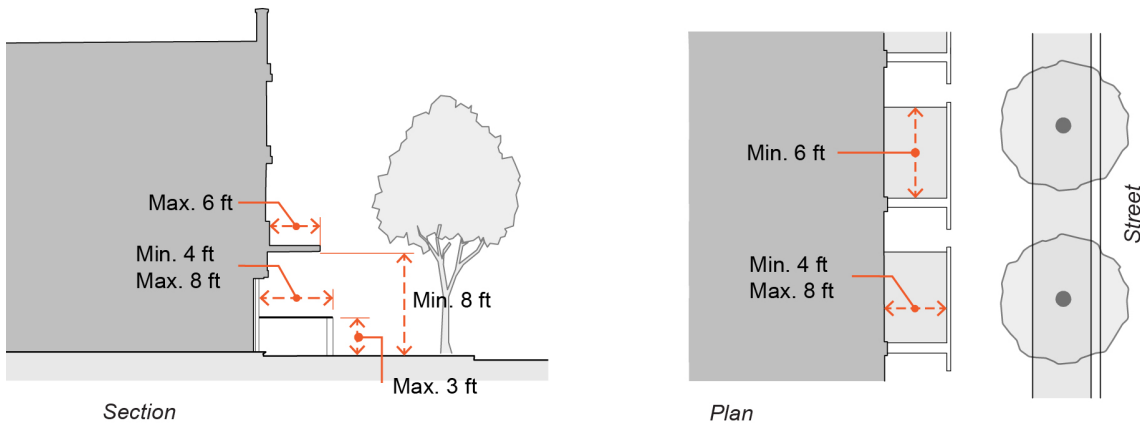 Max. 6 ft
Min. 4 ft
Max. 8 ft
Min. 8 ft
Max. 3 ft
Section
Min. 6 ft
Min. 4 ft
Max. 8 ft
Street
Plan